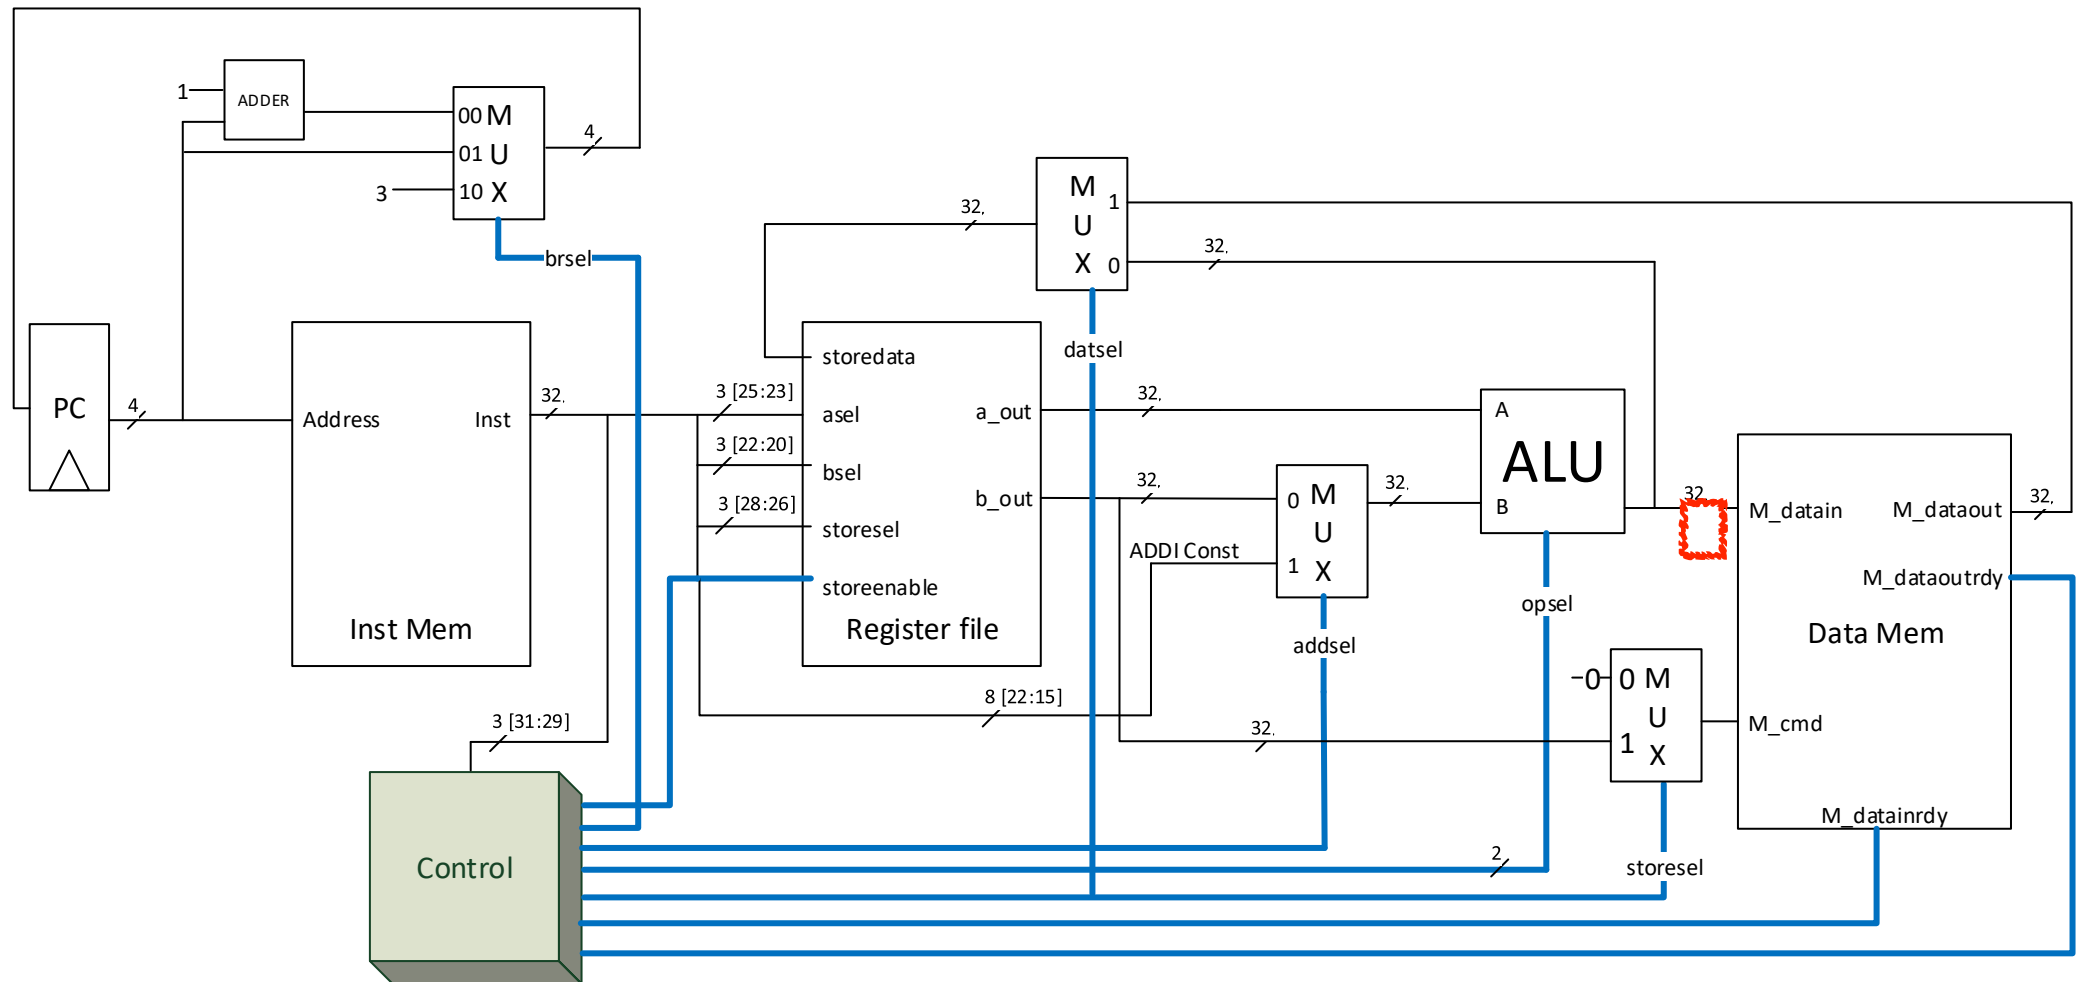 1
ADDER
00 M
01 U
10 X
3
4
brsel
PC
4
Address
Inst
Inst Mem
32
3 [31:29]
Control
3 [25:23]
3 [22:20]
3 [28:26]
storedata
asel
bsel
storesel
storeenable
a_out
b_out
Register file
32
M
U
X
1
0
32
datsel
32
32
ADDI Const
8 [22:15]
32
0 M
U
1 X
addsel
32
A
B
ALU
opsel
2
32
0 0 M
U
1 X
storesel
M_datain
M_dataout
M_dataoutrdy
Data Mem
M_cmd
M_datainrdy
32